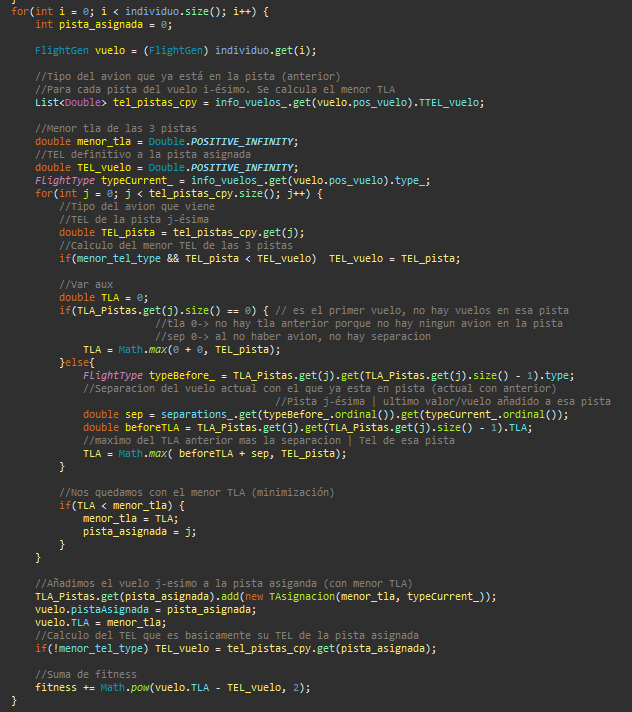 }
for(int i = 0; i < individuo.size(); i++) {
int pista_asignada = 0;
FlightGen vuelo = (FlightGen) individuo.get(i);
//Tipo del avion que ya está en la pista (anterior)
//Para cada pista del vuelo i-ésimo. Se calcula el menor TLA
List<Double> tel_pistas_cpy = info_vuelos_.get(vuelo.pos_vuelo).TTEL_vuelo;
//Menor tla de las 3 pistas
double menor_tla = Double.POSITIVE_INFINITY;
//TEL definitivo a la pista asignada
double TEL_vuelo = Double.POSITIVE_INFINITY;
FlightType typeCurrent_ = info_vuelos_.get(vuelo.pos_vuelo).type_;
for(int j = 0; j < tel_pistas_cpy.size(); j++) {
//Tipo del avion que viene
//TEL de la pista j-ésima
double TEL_pista = tel_pistas_cpy.get(j);
//Calculo del menor TEL de las 3 pistas
if(menor_tel_type && TEL_pista < TEL_vuelo)  TEL_vuelo = TEL_pista;
//Var aux
double TLA = 0;
if(TLA_Pistas.get(j).size() == 0) { // es el primer vuelo, no hay vuelos en esa pista
//tla 0-> no hay tla anterior porque no hay ningun avion en la pista
//sep 0-> al no haber avion, no hay separacion
TLA = Math.max(0 + 0, TEL_pista);
}else{
FlightType typeBefore_ = TLA_Pistas.get(j).get(TLA_Pistas.get(j).size() - 1).type;
//Separacion del vuelo actual con el que ya esta en pista (actual con anterior)
//Pista j-ésima | ultimo valor/vuelo añadido a esa pista
double sep = separations_.get(typeBefore_.ordinal()).get(typeCurrent_.ordinal());
double beforeTLA = TLA_Pistas.get(j).get(TLA_Pistas.get(j).size() - 1).TLA;
//maximo del TLA anterior mas la separacion | Tel de esa pista
TLA = Math.max( beforeTLA + sep, TEL_pista);
}
//Nos quedamos con el menor TLA (minimización)
if(TLA < menor_tla) {
menor_tla = TLA;
pista_asignada = j;
}
}
//Añadimos el vuelo j-esimo a la pista asiganda (con menor TLA)
TLA_Pistas.get(pista_asignada).add(new TAsignacion(menor_tla, typeCurrent_));
vuelo.pistaAsignada = pista_asignada;
vuelo.TLA = menor_tla;
//Calculo del TEL que es basicamente su TEL de la pista asignada
if(!menor_tel_type) TEL_vuelo = tel_pistas_cpy.get(pista_asignada);
//Suma de fitness
fitness += Math.pow(vuelo.TLA - TEL_vuelo, 2);
}